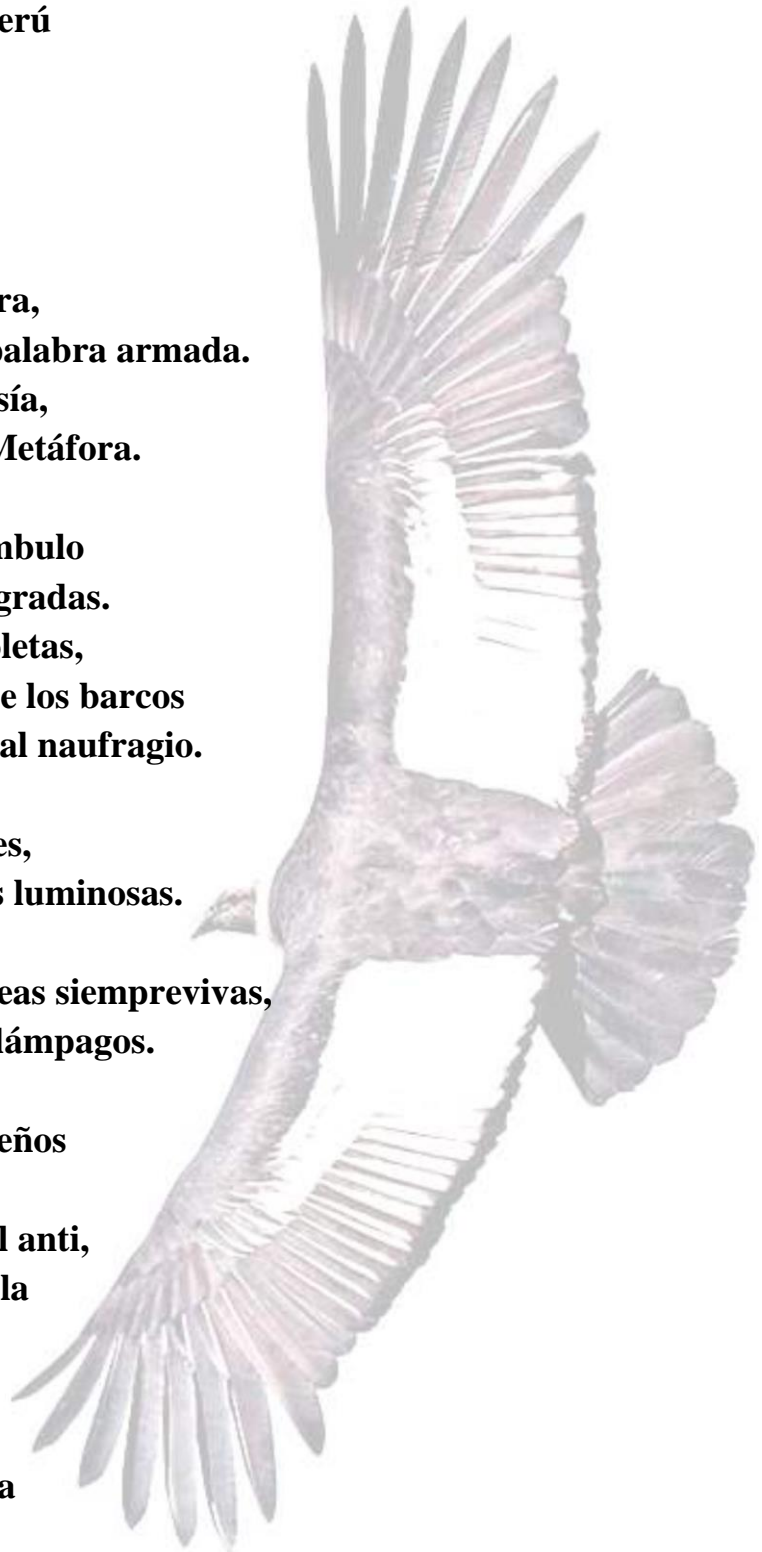 erú
ra,
palabra armada.
sía,
Metáfora.
mbulo
gradas.
letas,
e los barcos
al naufragio.
es,
s luminosas.
eas siemprevivas,
lámpagos.
eños
l anti,
la
a